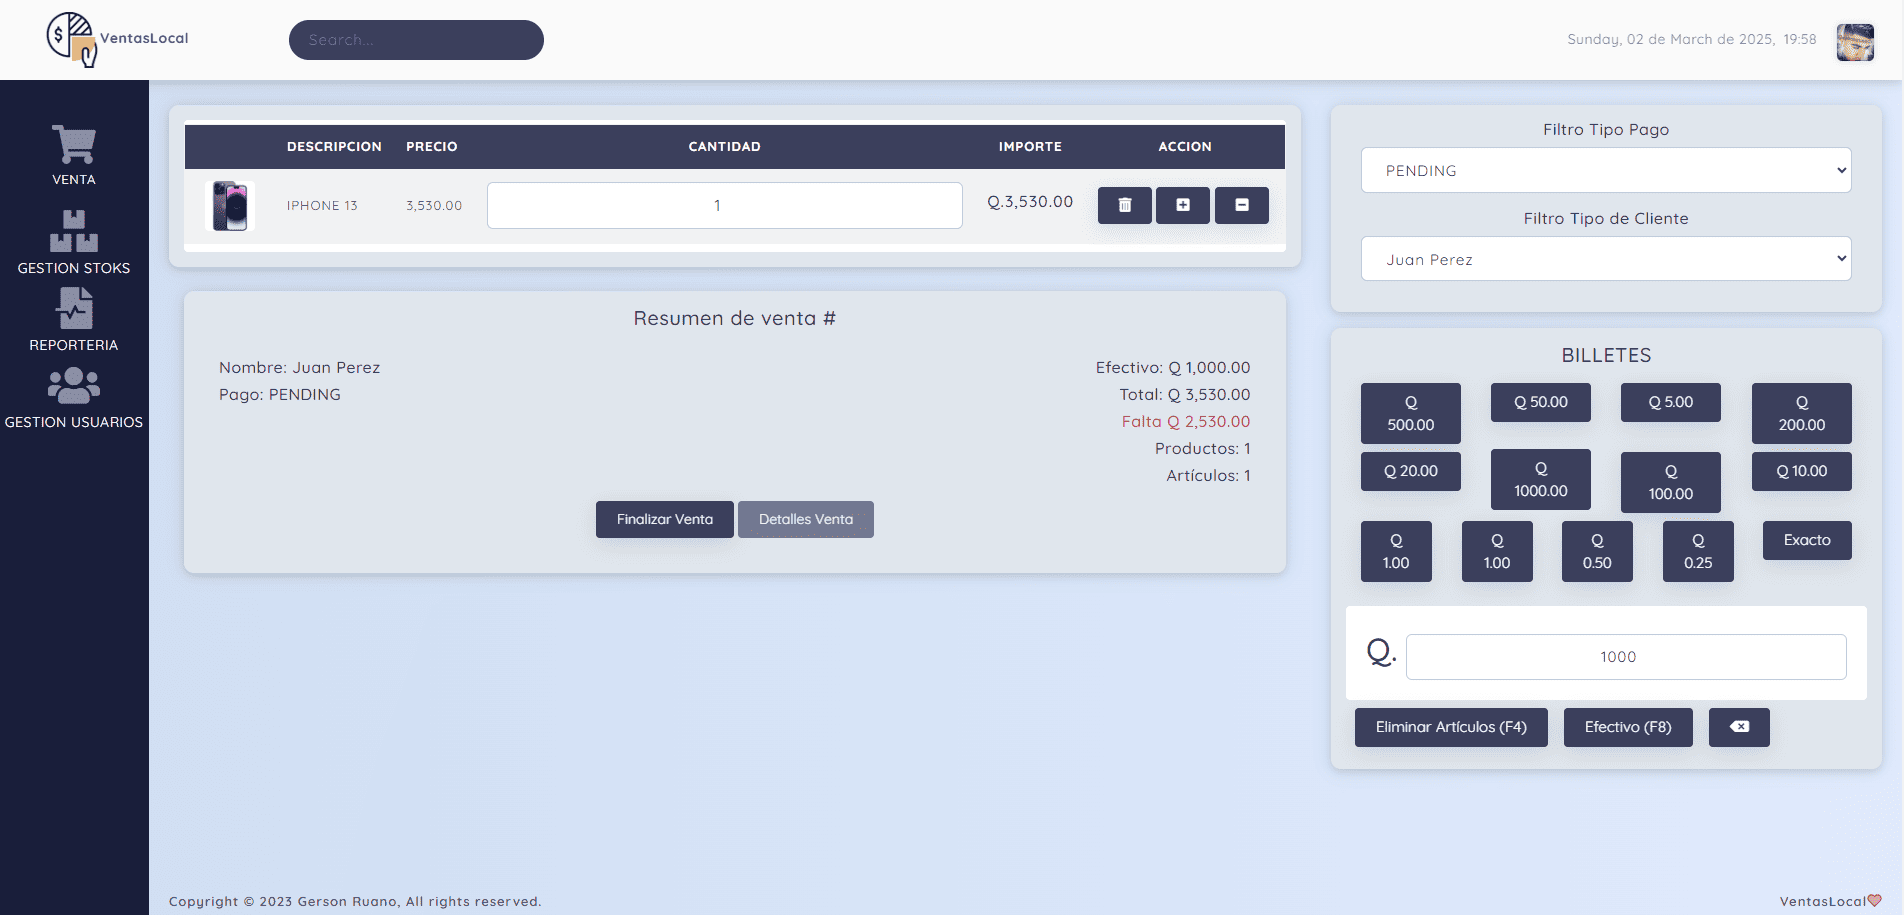 VentasLocal
Search...
Sunday, 02 de March de 2025, 19:58
VENTA
GESTION STOKS
REPORTERIA
GESTION USUARIOS
DESCRIPCION PRECIO CANTIDAD IMPORTE ACCION
IPHONE 13 3,530.00 1 Q.3,530.00
Resumen de venta #
Nombre: Juan Perez
Pago: PENDING
Efectivo: Q 1,000.00
Total: Q 3,530.00
Falta Q 2,530.00
Productos: 1
Artículos: 1
Finalizar Venta
Detalles Venta
Filtro Tipo Pago
PENDING
Filtro Tipo de Cliente
Juan Perez
BILLETES
Q
500.00
Q 50.00
Q 5.00
Q
200.00
Q 20.00
Q
1000.00
Q
100.00
Q 10.00
Q
1.00
Q
1.00
Q
0.50
Q
0.25
Exacto
Q.
1000
Eliminar Artículos (F4)
Efectivo (F8)
Copyright © 2023 Gerson Ruano, All rights reserved.
VentasLocal